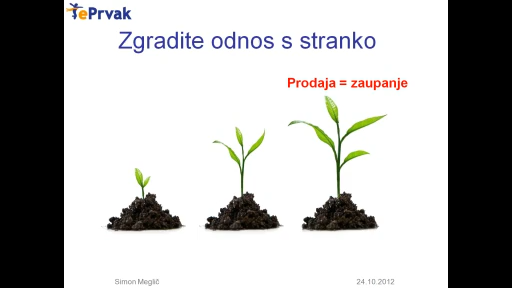 ePrvak
Zgradite odnos s stranko
Prodaja = zaupanje
Simon Meglič
24.10.2012